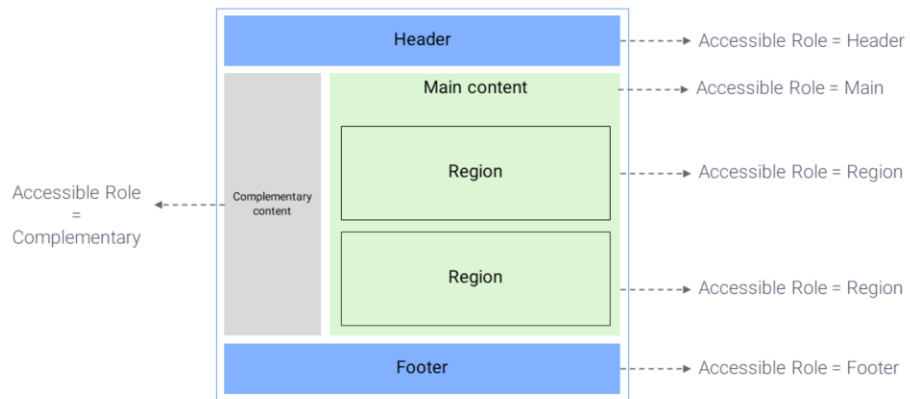 Header
Accessible Role = Header
Main content
Accessible Role = Main
Region
Accessible Role = Region
Accessible Role
=
Complementary
Complementary
content
Region
Accessible Role = Region
Footer
Accessible Role = Footer